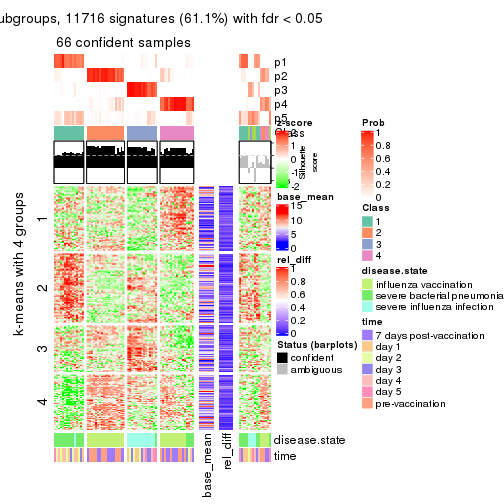 ubgroups, 11716 signatures (61.1%) with fdr < 0.05
66 confident samples
p1
p2
p3
p4
p5
Class
Silhouette
score
k-means with 4 groups
1
2
3
4
z-score
2
1
0
-1
-2
base_mean
15
10
5
0
rel_diff
1
0.8
0.6
0.4
0.2
Status (barplots)
confident
ambiguous
Prob
1
0.8
0.6
0.4
0.2
0
Class
1
2
3
4
disease.state
influenza vaccination
severe bacterial pneumonia
severe influenza infection
time
7 days post-vaccination
day 1
day 2
day 3
day 4
day 5
pre-vaccination
disease.state
time
base_mean
rel_diff